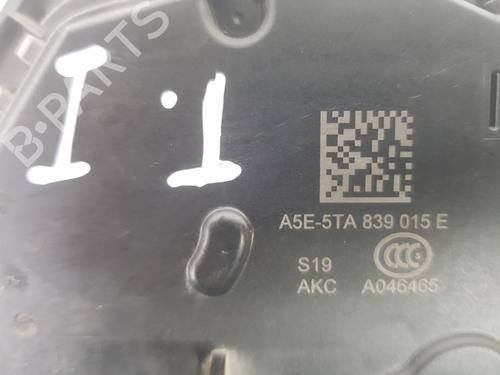 I.1
A5E-5TA 839 015 E
S19
AKC A046465
CCC
B-PARTS